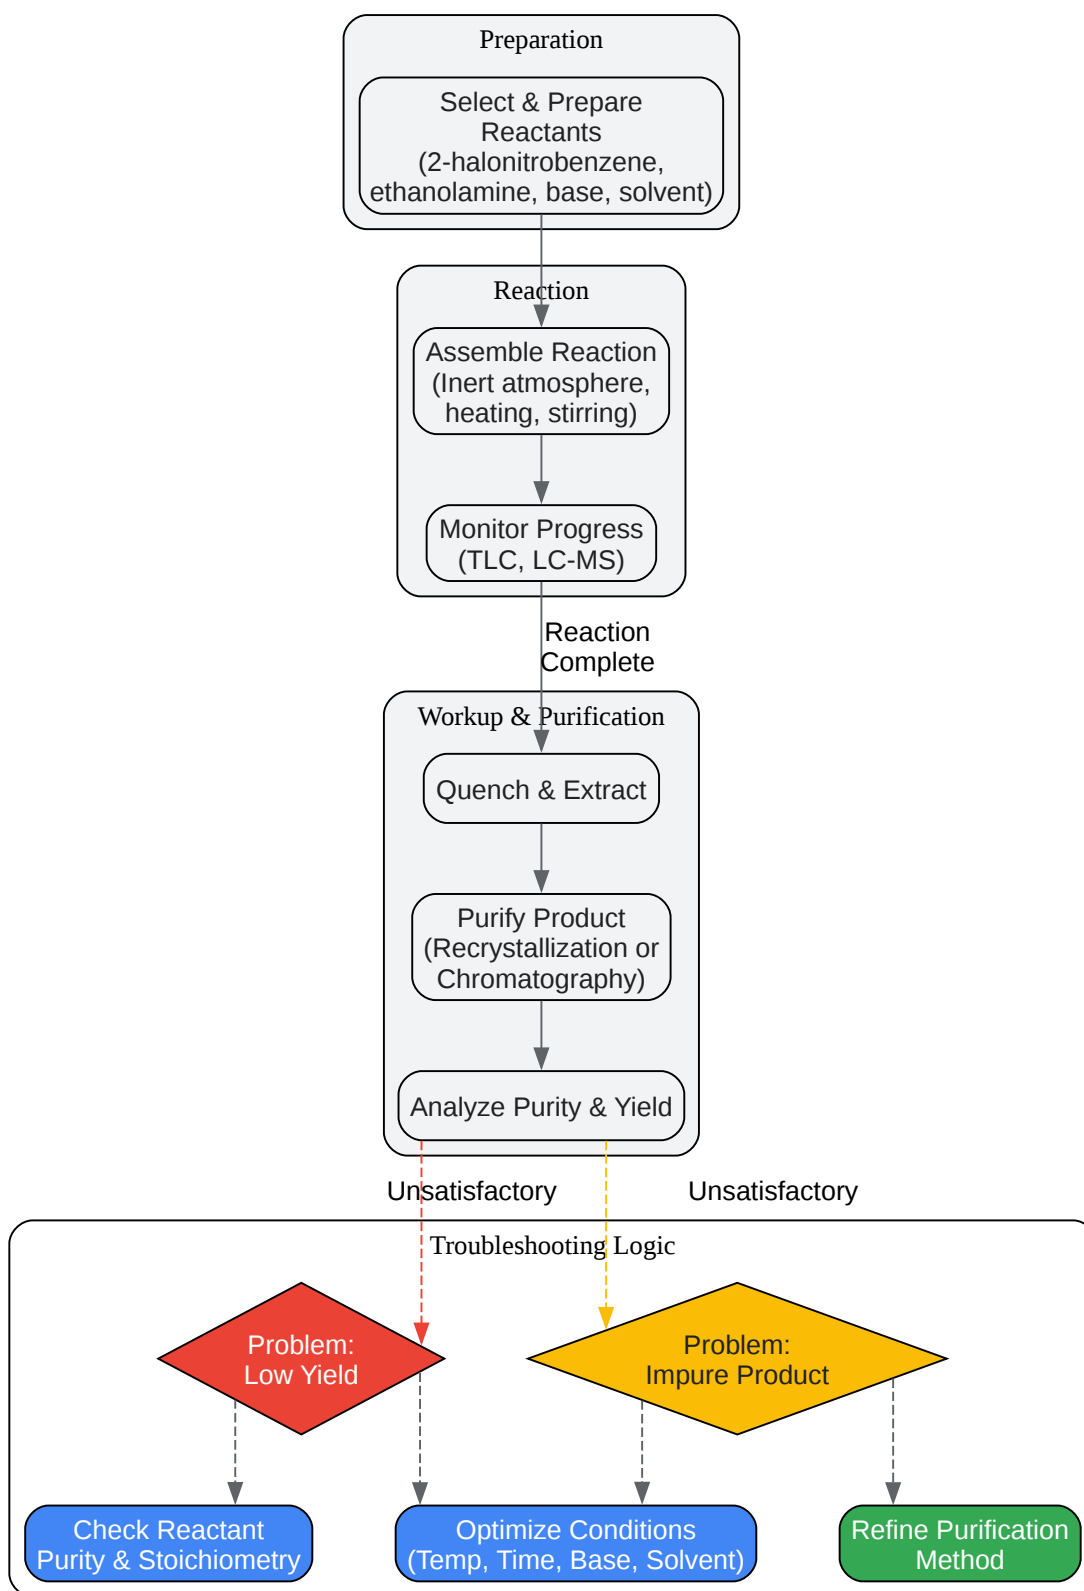 Preparation
Select & Prepare
Reactants
(2-halonitrobenzene,
ethanolamine, base, solvent)
Reaction
Assemble Reaction
(Inert atmosphere,
heating, stirring)
Monitor Progress
(TLC, LC-MS)
Reaction
Complete
Workup & Purification
Quench & Extract
Purify Product
(Recrystallization or
Chromatography)
Analyze Purity & Yield
Unsatisfactory
Unsatisfactory
Troubleshooting Logic
Problem:
Low Yield
Problem:
Impure Product
Check Reactant
Purity & Stoichiometry
Optimize Conditions
(Temp, Time, Base, Solvent)
Refine Purification
Method